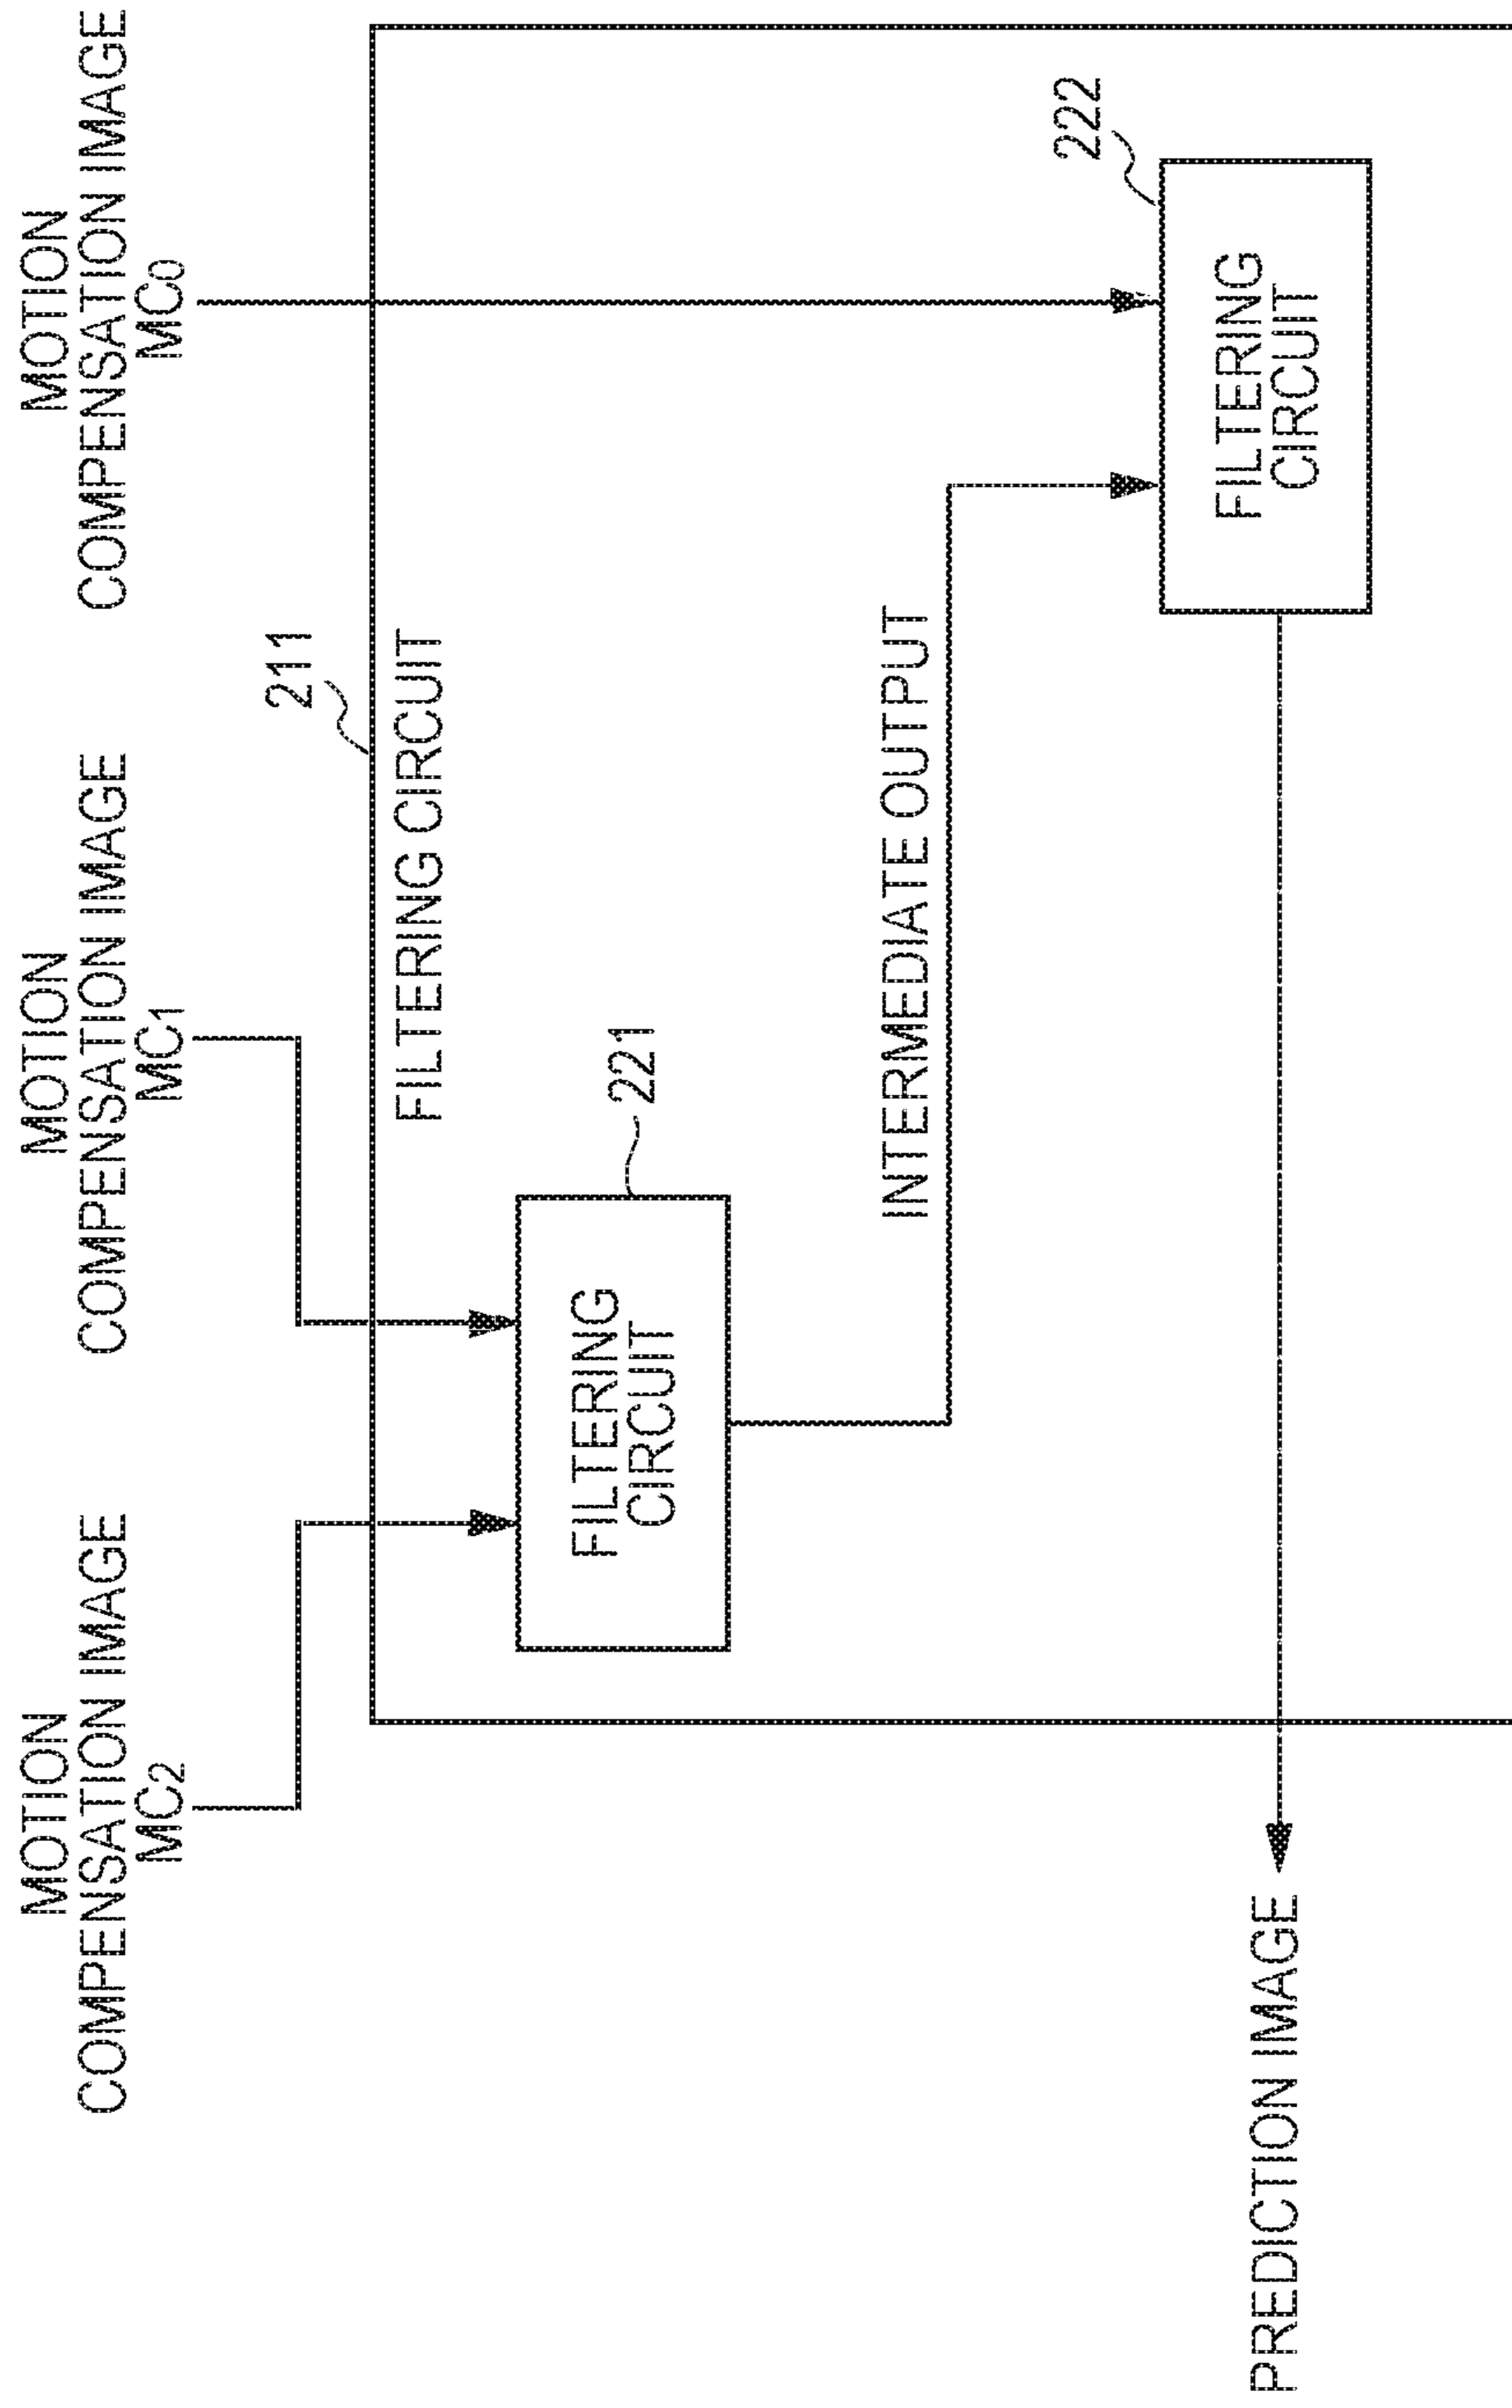 MOTION
COMPENSATION IMAGE
MC2
MOTION
COMPENSATION IMAGE
MC1
MOTION
COMPENSATION IMAGE
MC0
211
FILTERING CIRCUIT
221
FILTERING
CIRCUIT
INTERMEDIATE OUTPUT
222
FILTERING
CIRCUIT
PREDICTION IMAGE